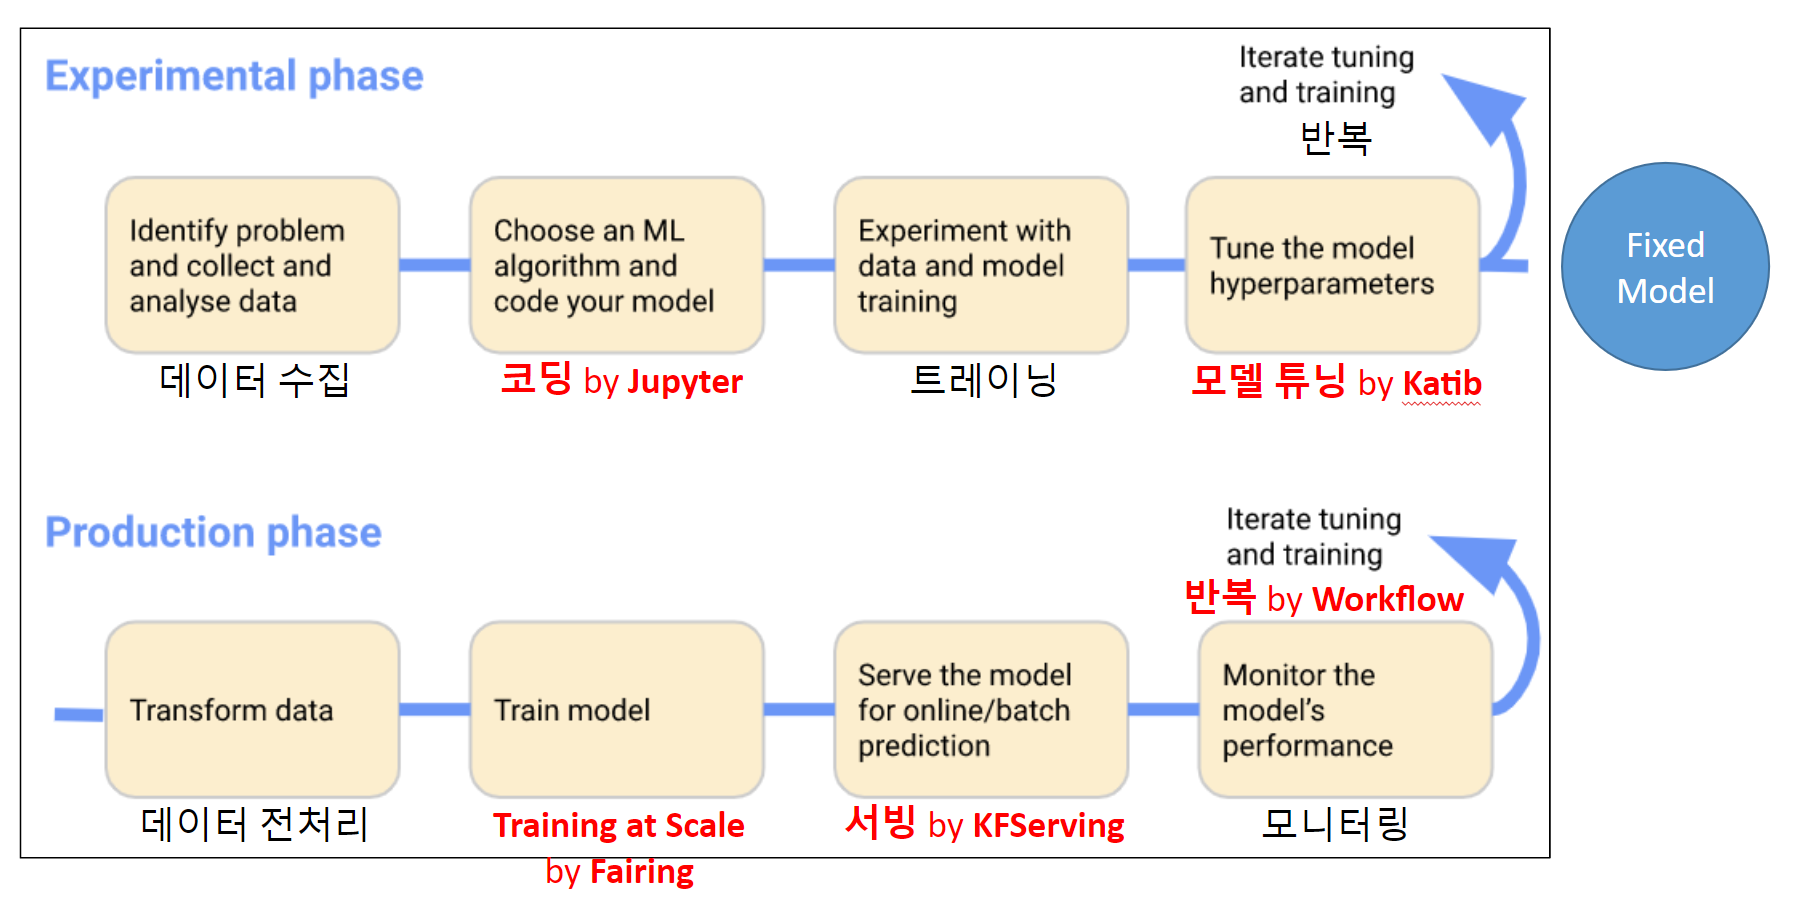 Experimental phase
Iterate tuning
and training
반복
Identify problem
and collect and
analyse data
데이터 수집
Choose an ML
algorithm and
code your model
코딩 by Jupyter
Experiment with
data and model
training
트레이닝
Tune the model
hyperparameters
모델 튜닝 by Katib
Fixed
Model
Production phase
Iterate tuning
and training
반복 by Workflow
Transform data
데이터 전처리
Train model
Training at Scale
by Fairing
Serve the model
for online/batch
prediction
서빙 by KFServing
Monitor the
model's
performance
모니터링